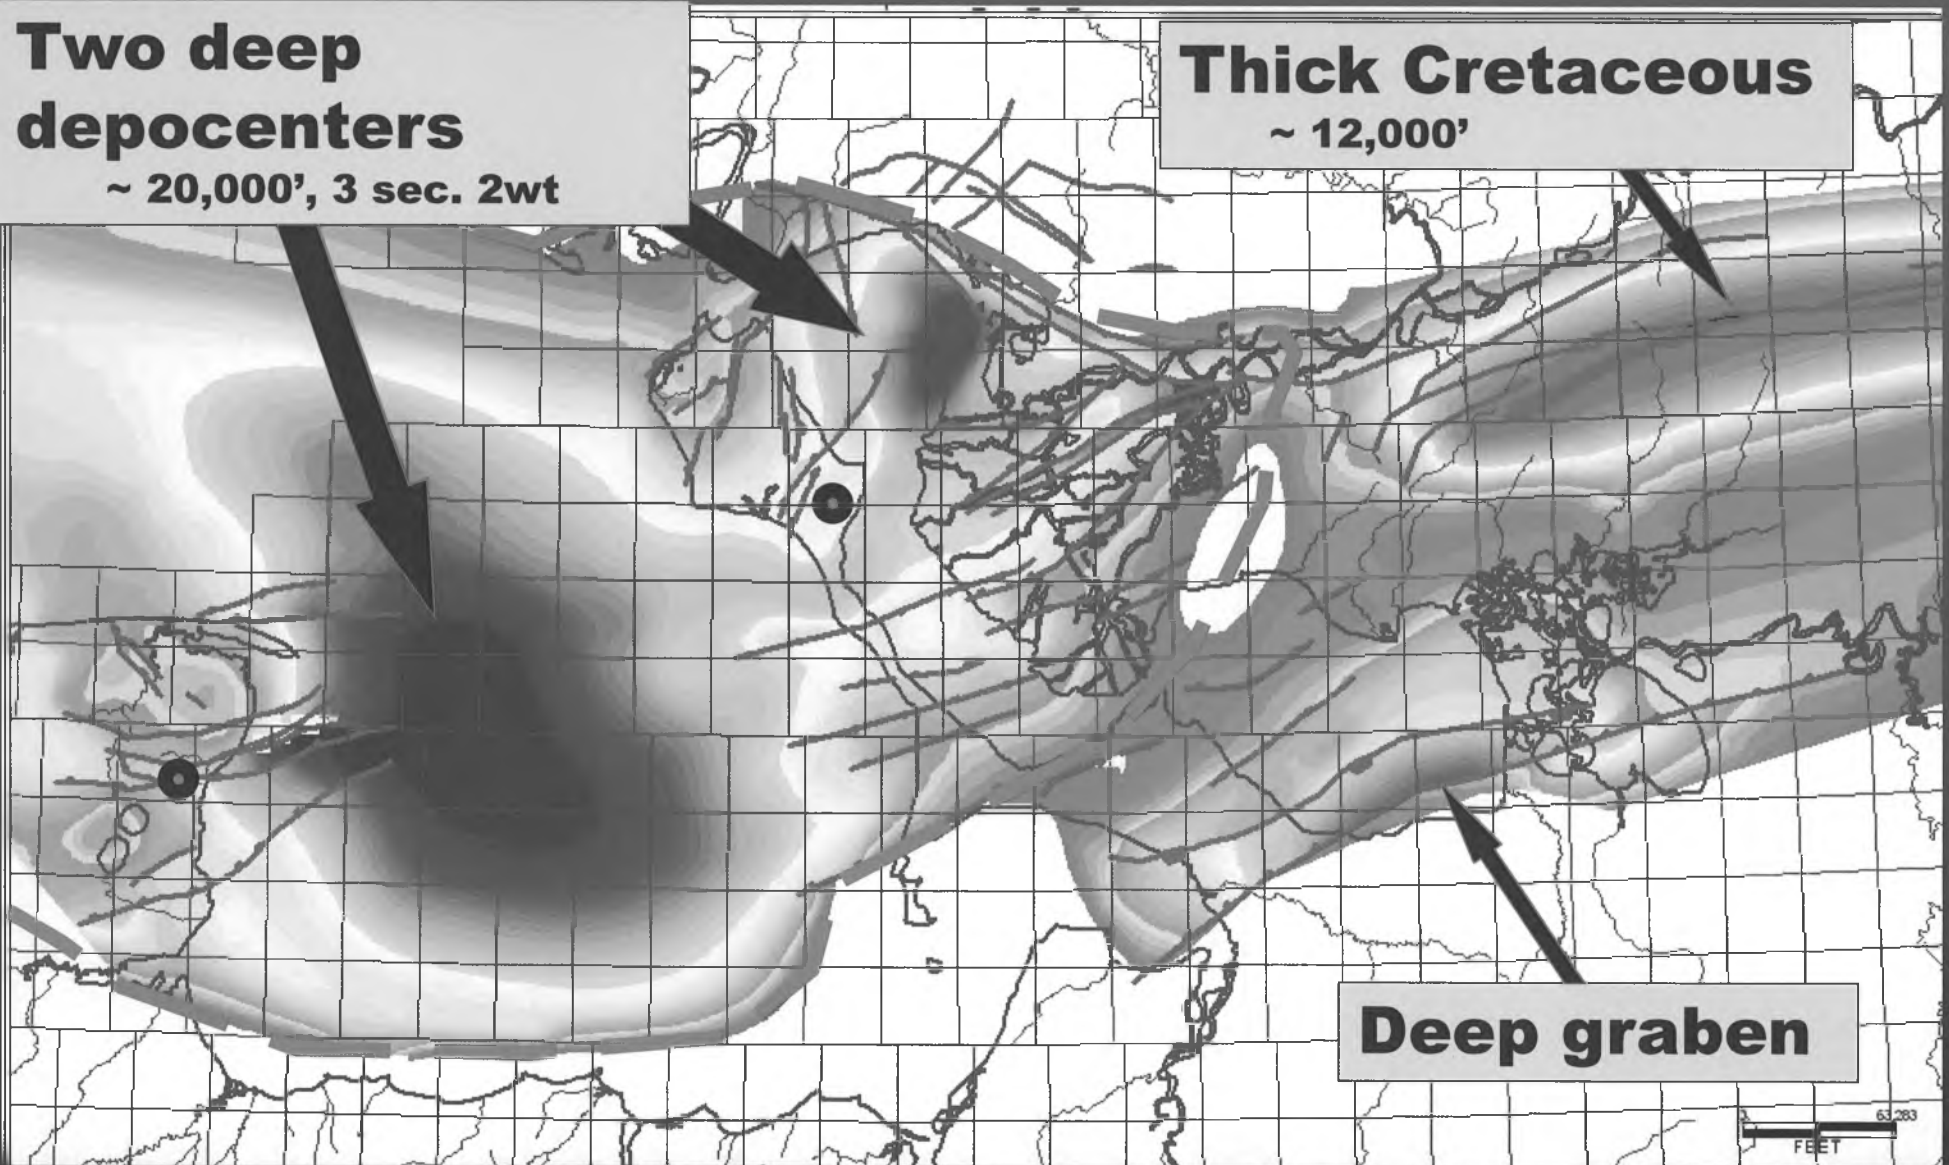 Two deep
depocenters
~ 20,000’, 3 sec. 2wt
Thick Cretaceous
~ 12,000’
Deep graben
63,283
FEET